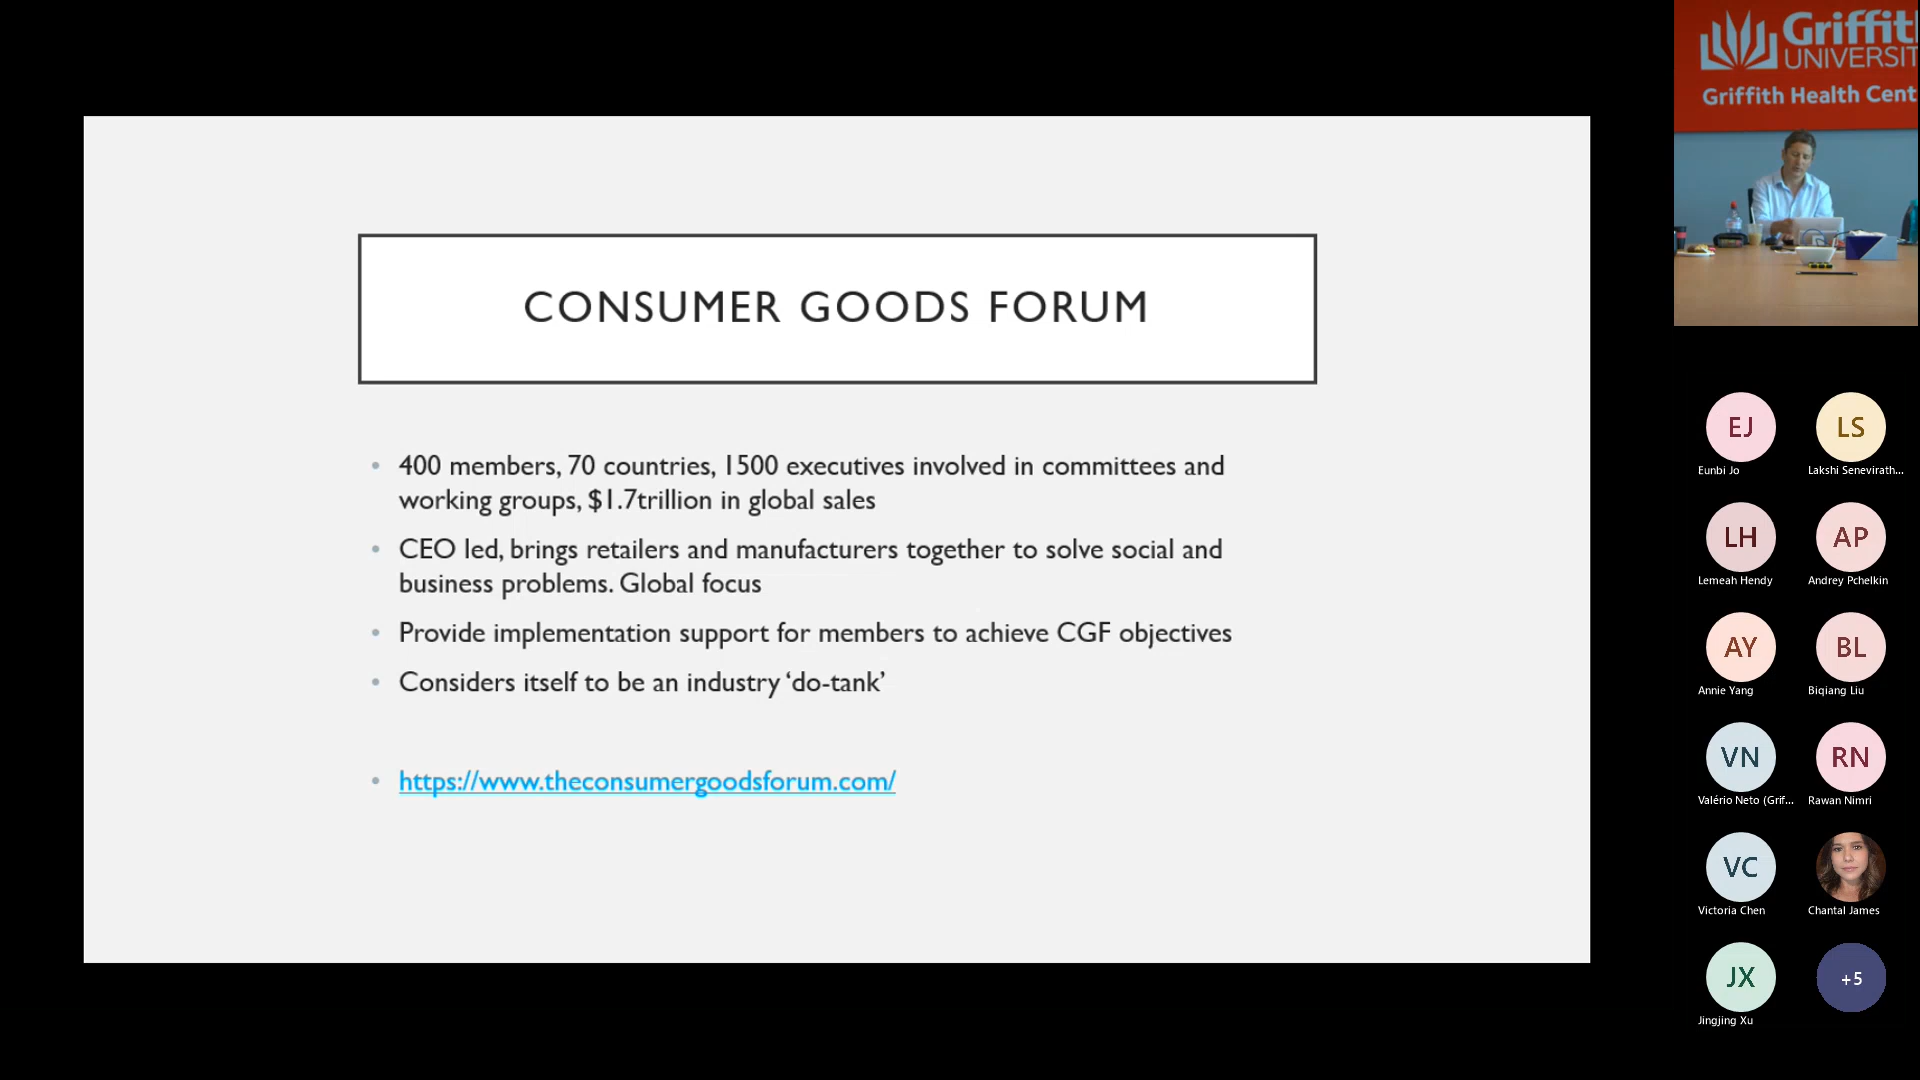 CONSUMER GOODS FORUM
• 400 members, 70 countries, 1500 executives involved in committees and
working groups, $1.7trillion in global sales
• CEO led, brings retailers and manufacturers together to solve social and
business problems. Global focus
• Provide implementation support for members to achieve CGF objectives
• Considers itself to be an industry ‘do-tank’
• https://www.theconsumergoodsforum.com/
Griffit
UNIVERSIT
Griffith Health Cent
EJ
Eunbi Jo
LS
Lakshi Senevirath...
LH
Lemeah Hendy
AP
Andrey Pchelkin
AY
Annie Yang
BL
Biqiang Liu
VN
Valério Neto (Grif...
RN
Rawan Nimri
VC
Victoria Chen
Chantal James
JX
Jingjing Xu
+5